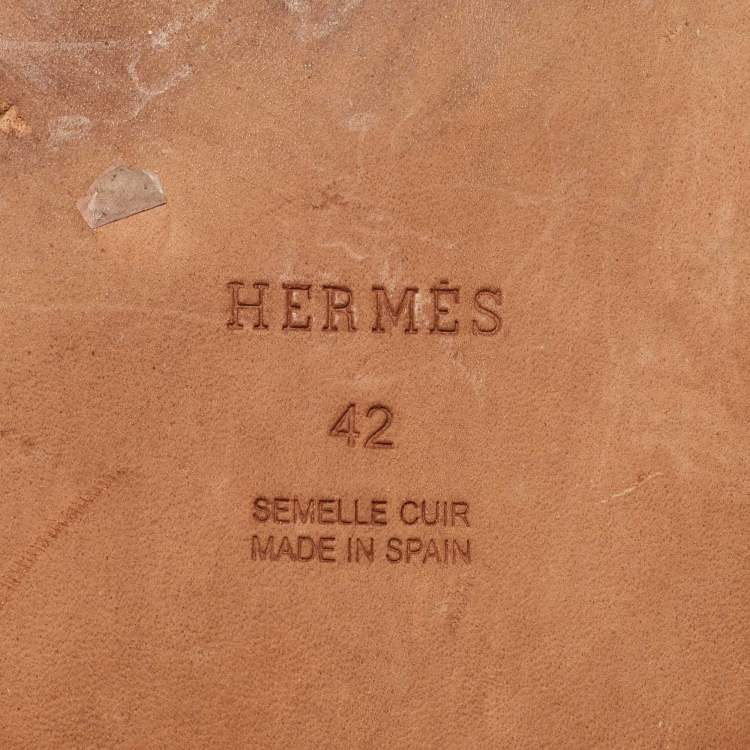 HERMÈS
42
SEMELLE CUIR
MADE IN SPAIN